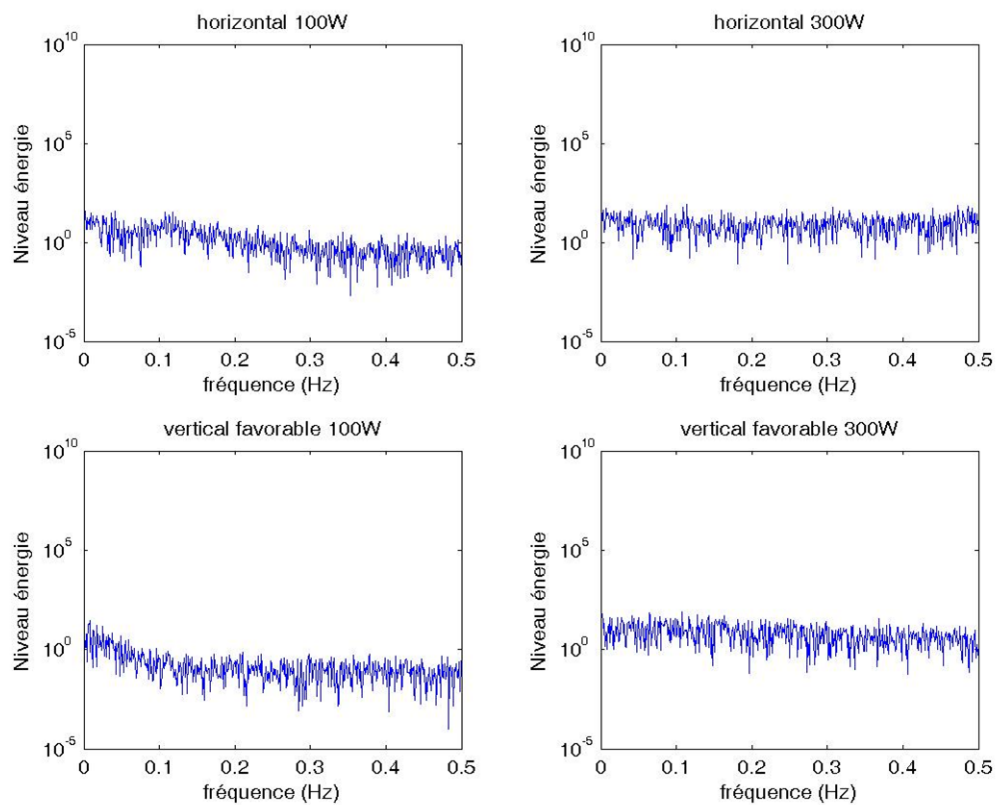 horizontal 100W
10^10
10^5
10^0
10^-5
Niveau énergie
0 0.1 0.2 0.3 0.4 0.5
fréquence (Hz)
horizontal 300W
10^10
10^5
10^0
10^-5
Niveau énergie
0 0.1 0.2 0.3 0.4 0.5
fréquence (Hz)
vertical favorable 100W
10^10
10^5
10^0
10^-5
Niveau énergie
0 0.1 0.2 0.3 0.4 0.5
fréquence (Hz)
vertical favorable 300W
10^10
10^5
10^0
10^-5
Niveau énergie
0 0.1 0.2 0.3 0.4 0.5
fréquence (Hz)